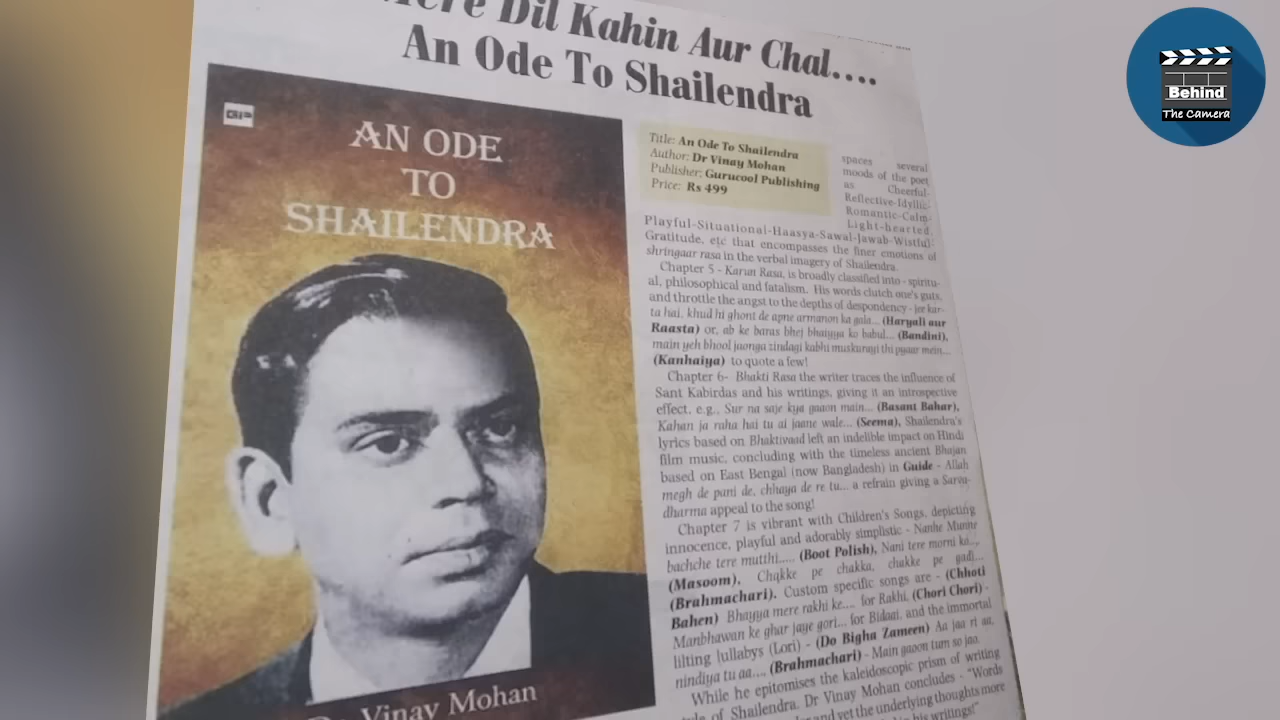 Mere Dil Kahin Aur Chal....
An Ode To Shailendra
AN ODE
TO
SHAILENDRA
Dr Vinay Mohan
Title: An Ode To Shailendra
Author: Dr Vinay Mohan
Publisher: Gurucool Publishing
Price: Rs 499
spaces several
moods of the poet
as Cheerful-
Reflective-Idyllic-
Romantic-Calm-
Light-hearted
Playful-Situational-Haasya-Sawal-Jawab-Wistful-
Gratitude, etc that encompasses the finer emotions of
shringaar rasa in the verbal imagery of Shailendra.
Chapter 5 - Karun Rasa, is broadly classified into - spiritu-
al, philosophical and fatalism. His words clutch one's guts,
and throttle the angst to the depths of despondency - jee kar-
ta hai, khud hi ghont de apne armanon ka gala... (Haryali aur
Raasta) or, ab ke baras bhej bhaiyya ko babul... (Bandini),
main yeh bhool jaonga zindagi kabhi muskurayi thi pyaar mein...
(Kanhaiya) to quote a few!
Chapter 6- Bhakti Rasa the writer traces the influence of
Sant Kabirdas and his writings, giving it an introspective
effect, e.g., Sur na saje kya gaaon main... (Basant Bahar),
Kahan ja raha hai tu ai jaane wale... (Seema), Shailendra's
lyrics based on Bhaktivaad left an indelible impact on Hindi
film music, concluding with the timeless ancient Bhajan
based on East Bengal (now Bangladesh) in Guide - Allah
megh de pani de, chhaya de re tu... a refrain giving a Sarva-
dharma appeal to the song!
Chapter 7 is vibrant with Children's Songs, depicting
innocence, playful and adorably simplistic - Nanhe Munne
bachche tere mutthi..... (Boot Polish), Nani teri morni ko...,
(Masoom), Chakke pe chakka, chakke pe gadi...
(Brahmachari). Custom specific songs are - (Chhoti
Bahen) Bhayya mere rakhi ke.... for Rakhi, (Chori Chori) -
Manbhawan ke ghar jaye gori... for Bidaai, and the immortal
lilting lullabys (Lori) - (Do Bigha Zameen) Aa jaa ri aa,
nindiya tu aa.... (Brahmachari) - Main gaoon tum so jao.
While he epitomises the kaleidoscopic prism of writing
style of Shailendra, Dr Vinay Mohan concludes - "Words
and yet the underlying thoughts more
his writings!"
Behind
The Camera